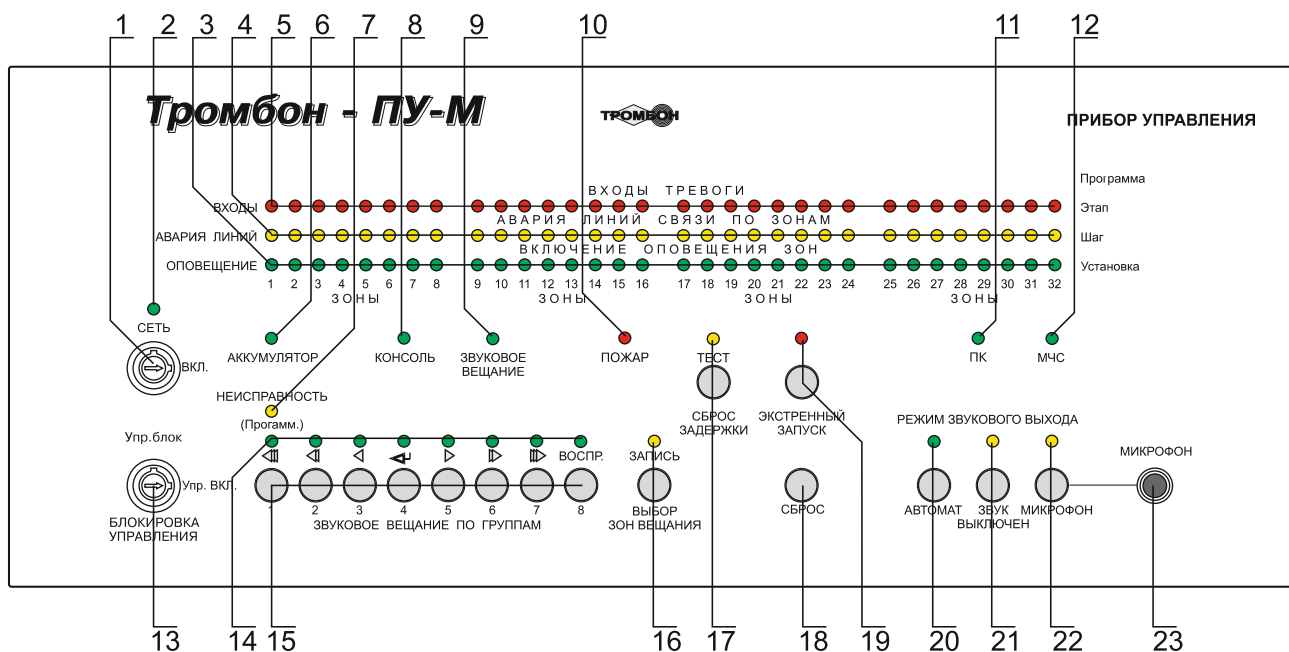 1 2 3 4 5 6 7 8 9 10 11 12
Тромбон - ПУ-М
ТРОМБОН
ПРИБОР УПРАВЛЕНИЯ
Программа
ВХОДЫ ТРЕВОГИ
ВХОДЫ
Этап
АВАРИЯ ЛИНИЙ СВЯЗИ ПО ЗОНАМ
АВАРИЯ ЛИНИЙ
Шаг
ВКЛЮЧЕНИЕ ОПОВЕЩЕНИЯ ЗОН
ОПОВЕЩЕНИЕ
Установка
1 2 3 4 5 6 7 8 9 10 11 12 13 14 15 16 17 18 19 20 21 22 23 24 25 26 27 28 29 30 31 32
ЗОНЫ ЗОНЫ ЗОНЫ ЗОНЫ
СЕТЬ
ВКЛ.
АККУМУЛЯТОР
КОНСОЛЬ
ЗВУКОВОЕ
ВЕЩАНИЕ
ПОЖАР
ТЕСТ
ПК
МЧС
НЕИСПРАВНОСТЬ
(Прогамм.)
СБРОС
ЗАДЕРЖКИ
ЭКСТРЕННЫЙ
ЗАПУСК
РЕЖИМ ЗВУКОВОГО ВЫХОДА
Упр.блок
ВОСПР.
ЗАПИСЬ
МИКРОФОН
Упр. ВКЛ.
БЛОКИРОВКА
УПРАВЛЕНИЯ
1 2 3 4 5 6 7 8
ЗВУКОВОЕ ВЕЩАНИЕ ПО ГРУППАМ
ВЫБОР
ЗОН ВЕЩАНИЯ
СБРОС
АВТОМАТ
ЗВУК
ВЫКЛЮЧЕН
МИКРОФОН
13 14 15 16 17 18 19 20 21 22 23